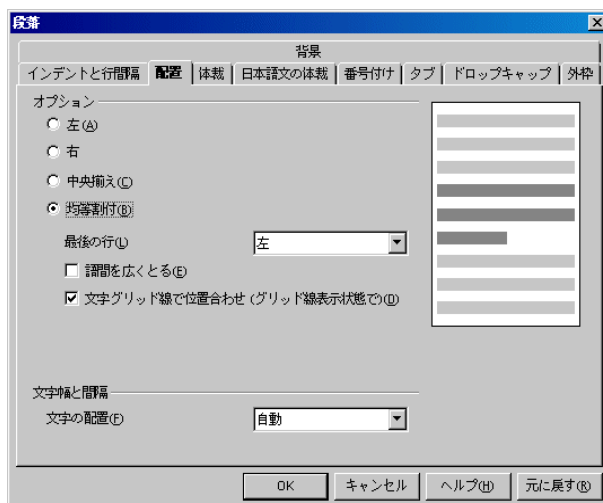 段落
背景
インデントと行間隔 配置 体裁 日本語文の体裁 番号付け タブ ドロップキャップ 外枠
オプション
左(A)
右
中央揃え(C)
均等割付(B)
最後の行(L) 左
語間を広くとる(E)
文字グリッド線で位置合わせ(グリッド線表示状態で)(D)
文字幅と間隔
文字の配置(F) 自動
OK キャンセル ヘルプ(H) 元に戻す(R)